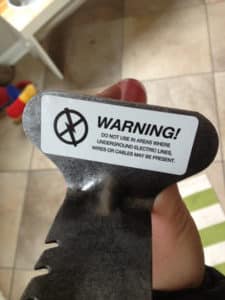 WARNING!
DO NOT USE IN AREAS WHERE
UNDERGROUND ELECTRIC LINES,
WIRES OR CABLES MAY BE PRESENT.